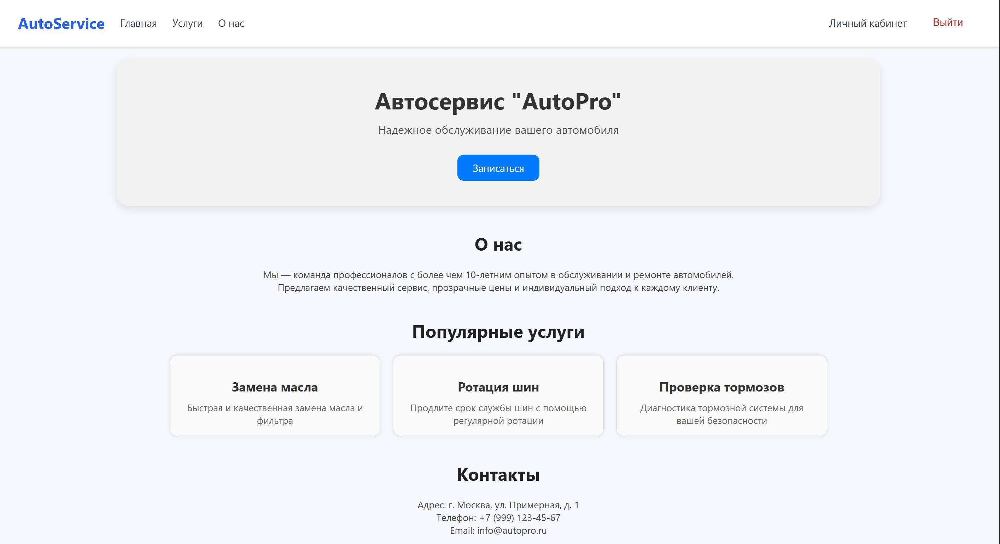 AutoService Главная Услуги О нас Личный кабинет Выйти
Автосервис "AutoPro"
Надежное обслуживание вашего автомобиля
Записаться
О нас
Мы — команда профессионалов с более чем 10-летним опытом в обслуживании и ремонте автомобилей.
Предлагаем качественный сервис, прозрачные цены и индивидуальный подход к каждому клиенту.
Популярные услуги
Замена масла
Быстрая и качественная замена масла и
фильтра
Ротация шин
Продлите срок службы шин с помощью
регулярной ротации
Проверка тормозов
Диагностика тормозной системы для
вашей безопасности
Контакты
Адрес: г. Москва, ул. Примерная, д. 1
Телефон: +7 (999) 123-45-67
Email: info@autopro.ru